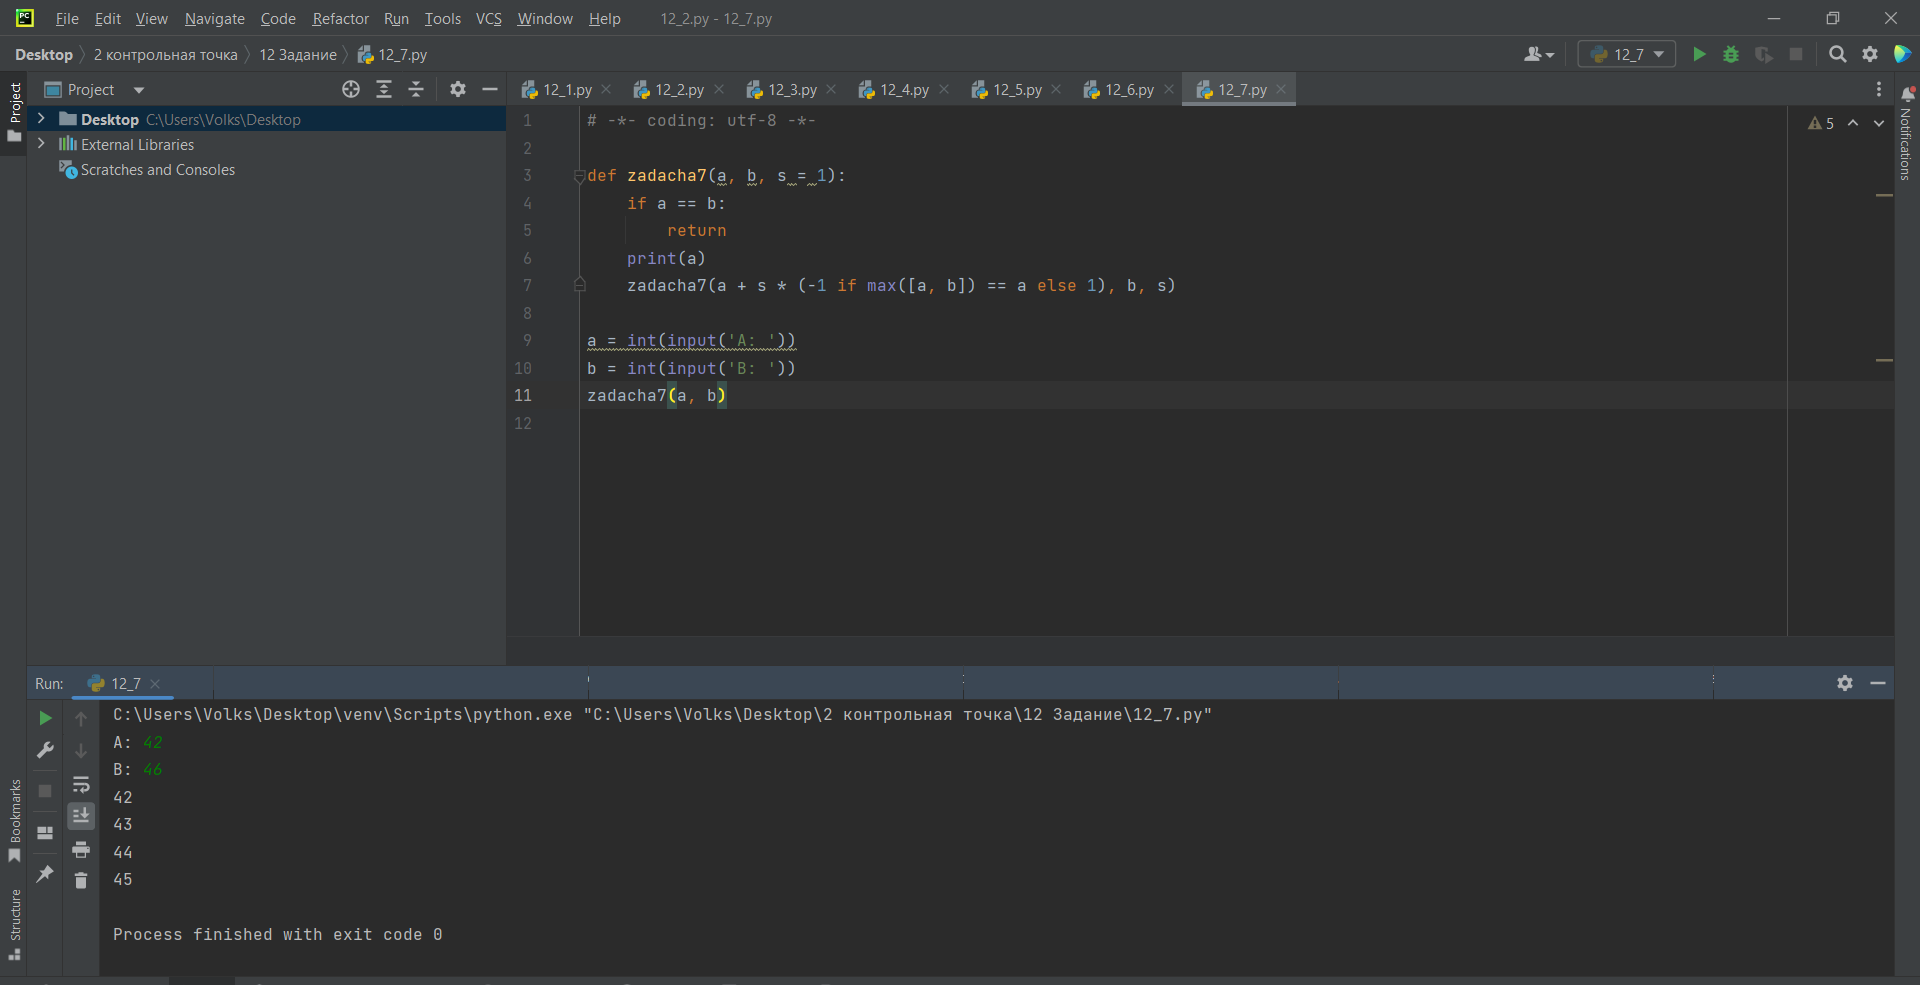 PC File Edit View Navigate Code Refactor Run Tools VCS Window Help 12_2.py - 12_7.py
Desktop 2 контрольная точка 12 Задание 12_7.py 12_7
Project
Project 12_1.py 12_2.py 12_3.py 12_4.py 12_5.py 12_6.py 12_7.py
Desktop C:\Users\Volks\Desktop
External Libraries
Scratches and Consoles
Notifications
5
1 # -*- coding: utf-8 -*-
2
3 def zadacha7(a, b, s = 1):
4 if a == b:
5 return
6 print(a)
7 zadacha7(a + s * (-1 if max([a, b]) == a else 1), b, s)
8
9 a = int(input('A: '))
10 b = int(input('B: '))
11 zadacha7(a, b)
12
Run: 12_7
C:\Users\Volks\Desktop\venv\Scripts\python.exe "C:\Users\Volks\Desktop\2 контрольная точка\12 Задание\12_7.py"
A: 42
B: 46
42
43
44
45
Process finished with exit code 0
Bookmarks
Structure